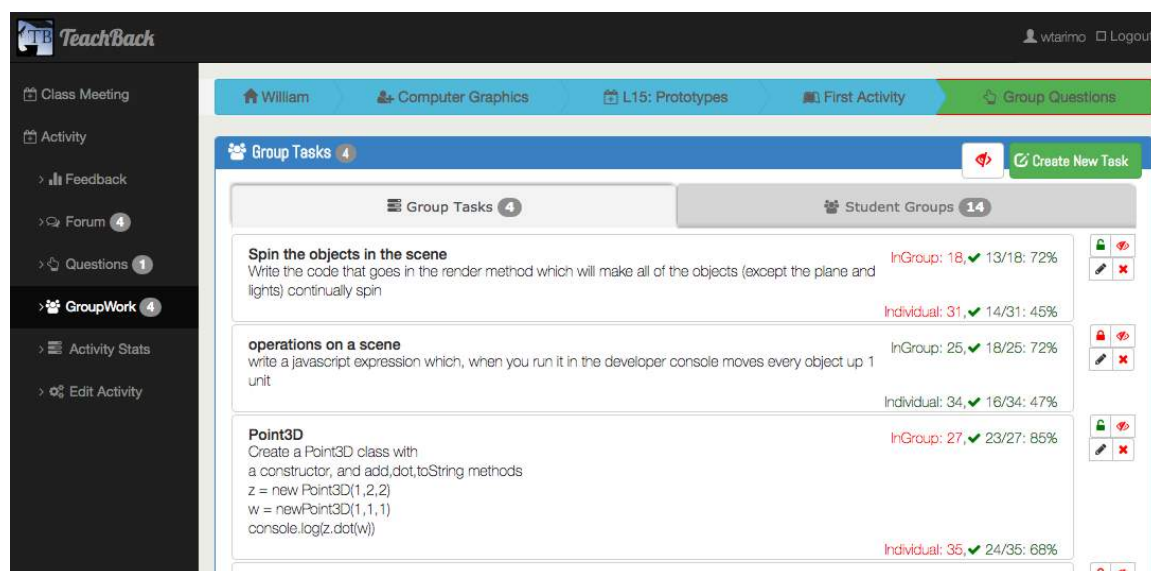 TB TeachBack
wtarimo Logout
Class Meeting
Activity
> Feedback
> Forum 4
> Questions 1
> GroupWork 4
> Activity Stats
> Edit Activity
William Computer Graphics L15: Prototypes First Activity Group Questions
Group Tasks 4
Create New Task
Group Tasks 4 Student Groups 14
Spin the objects in the scene
Write the code that goes in the render method which will make all of the objects (except the plane and
lights) continually spin
InGroup: 18,✔ 13/18: 72%
Individual: 31,✔ 14/31: 45%
operations on a scene
write a javascript expression which, when you run it in the developer console moves every object up 1
unit
InGroup: 25,✔ 18/25: 72%
Individual: 34,✔ 16/34: 47%
Point3D
Create a Point3D class with
a constructor, and add,dot,toString methods
z = new Point3D(1,2,2)
w = newPoint3D(1,1,1)
console.log(z.dot(w))
InGroup: 27,✔ 23/27: 85%
Individual: 35,✔ 24/35: 68%